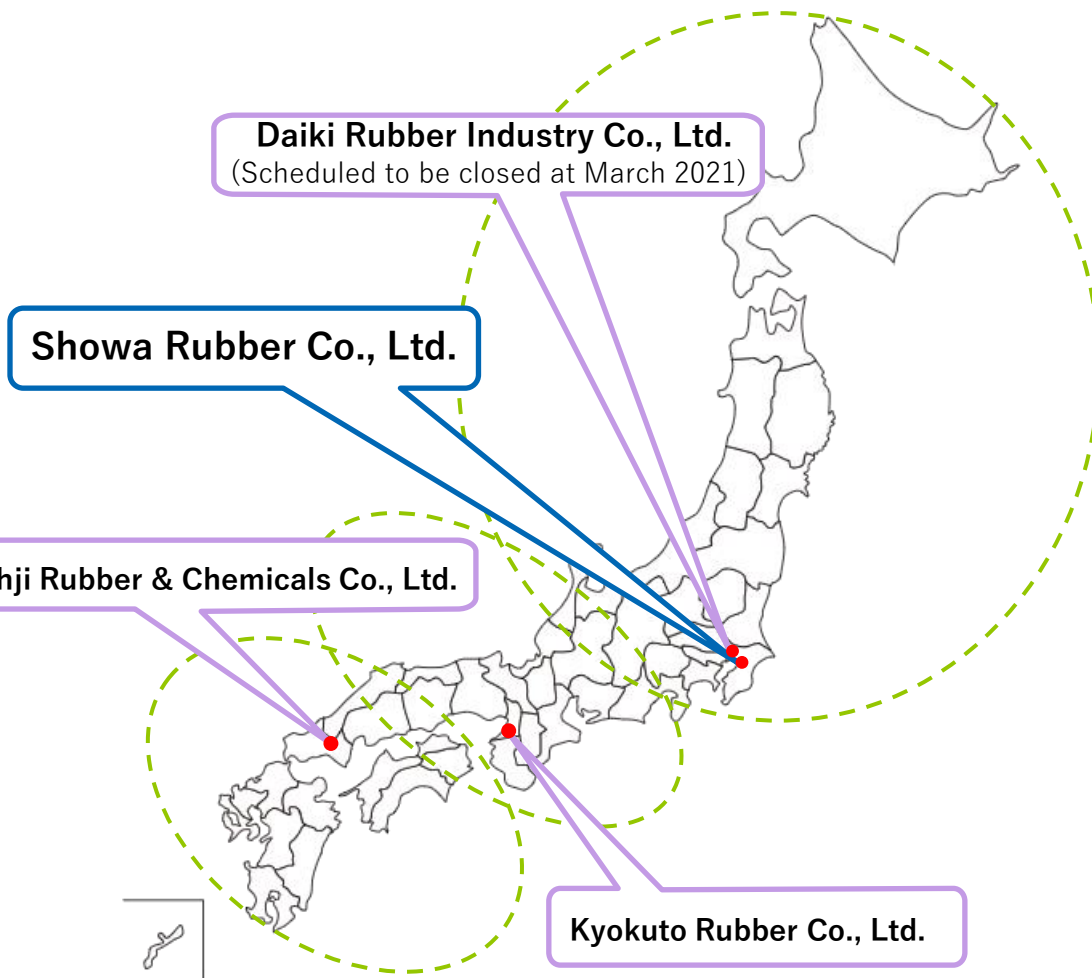 Daiki Rubber Industry Co., Ltd.
(Scheduled to be closed at March 2021)
Showa Rubber Co., Ltd.
Rubber & Chemicals Co., Ltd.
Kyokuto Rubber Co., Ltd.